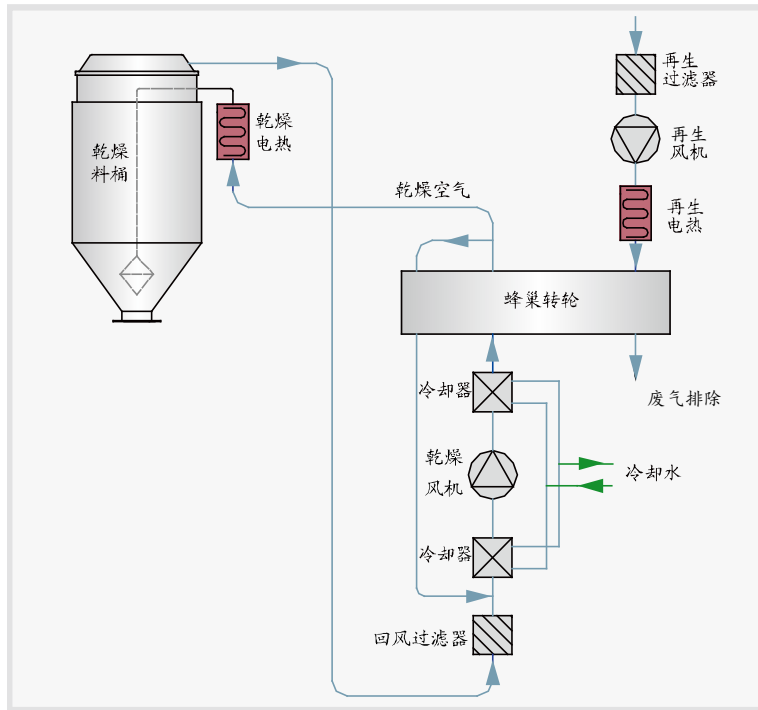 再生
过滤器
乾燥
电热
再生
风机
乾燥
料桶
乾燥空气
再生
电热
蜂巢转轮
冷却器
废气排除
乾燥
风机
冷却水
冷却器
回风过滤器